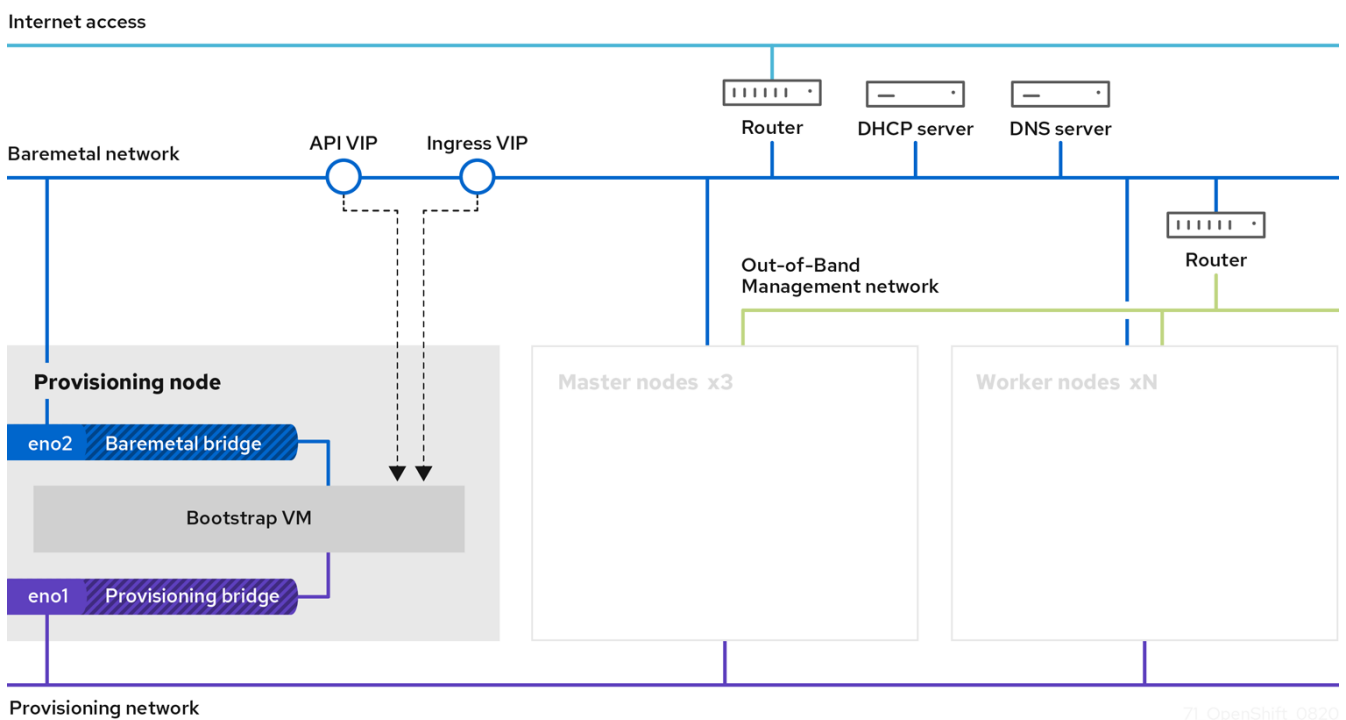 Internet access
Router
DHCP server
DNS server
API VIP
Ingress VIP
Baremetal network
Router
Out-of-Band
Management network
Provisioning node
Master nodes x3
Worker nodes xN
eno2
Baremetal bridge
Bootstrap VM
eno1
Provisioning bridge
Provisioning network
71_OpenShift_0820